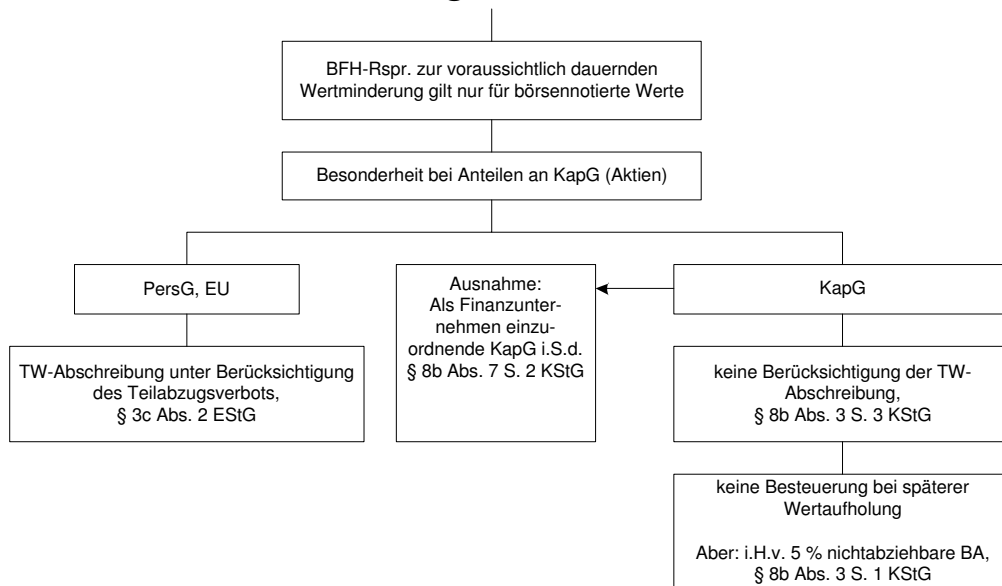 BFH-Rspr. zur voraussichtlich dauernden
Wertminderung gilt nur für börsennotierte Werte
Besonderheit bei Anteilen an KapG (Aktien)
PersG, EU
TW-Abschreibung unter Berücksichtigung
des Teilabzugsverbots,
§ 3c Abs. 2 EStG
Ausnahme:
Als Finanzunter-
nehmen einzu-
ordnende KapG i.S.d.
§ 8b Abs. 7 S. 2 KStG
KapG
keine Berücksichtigung der TW-
Abschreibung,
§ 8b Abs. 3 S. 3 KStG
keine Besteuerung bei späterer
Wertaufholung
Aber: i.H.v. 5 % nichtabziehbare BA,
§ 8b Abs. 3 S. 1 KStG